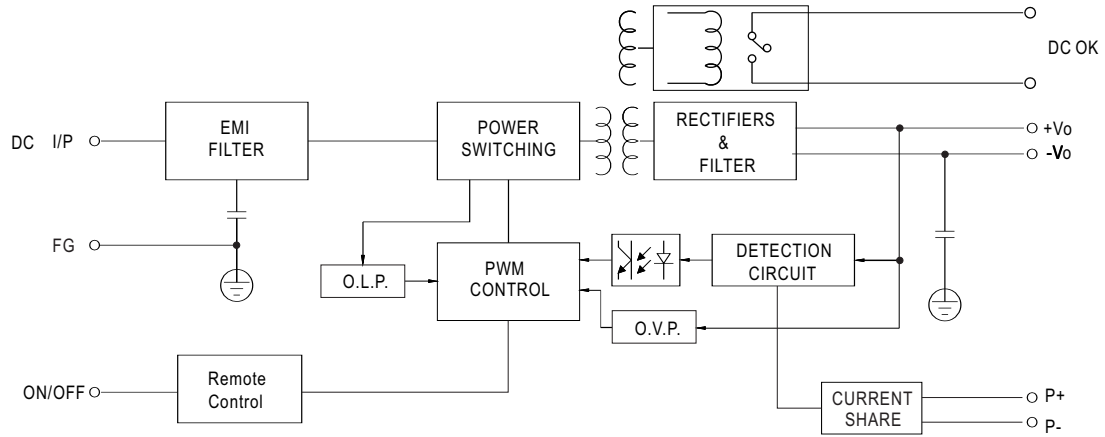 DC OK
EMI
FILTER
POWER
SWITCHING
RECTIFIERS
&
FILTER
DC I/P
+Vo
-Vo
FG
O.L.P.
PWM
CONTROL
DETECTION
CIRCUIT
O.V.P.
ON/OFF
Remote
Control
CURRENT
SHARE
P+
P-